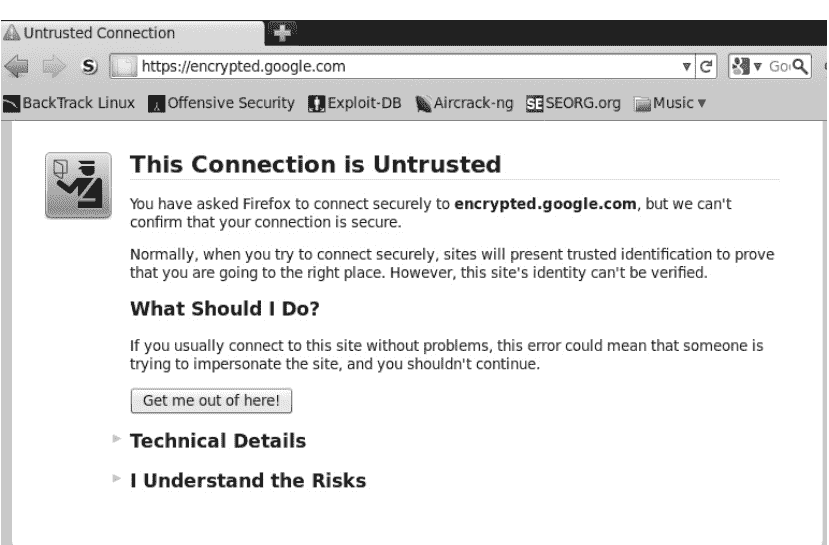 Untrusted Connection
S) https://encrypted.google.com
BackTrack Linux Offensive Security Exploit-DB Aircrack-ng SE SEORG.org Music
This Connection is Untrusted
You have asked Firefox to connect securely to encrypted.google.com, but we can't
confirm that your connection is secure.
Normally, when you try to connect securely, sites will present trusted identification to prove
that you are going to the right place. However, this site's identity can't be verified.
What Should I Do?
If you usually connect to this site without problems, this error could mean that someone is
trying to impersonate the site, and you shouldn't continue.
Get me out of here!
Technical Details
I Understand the Risks